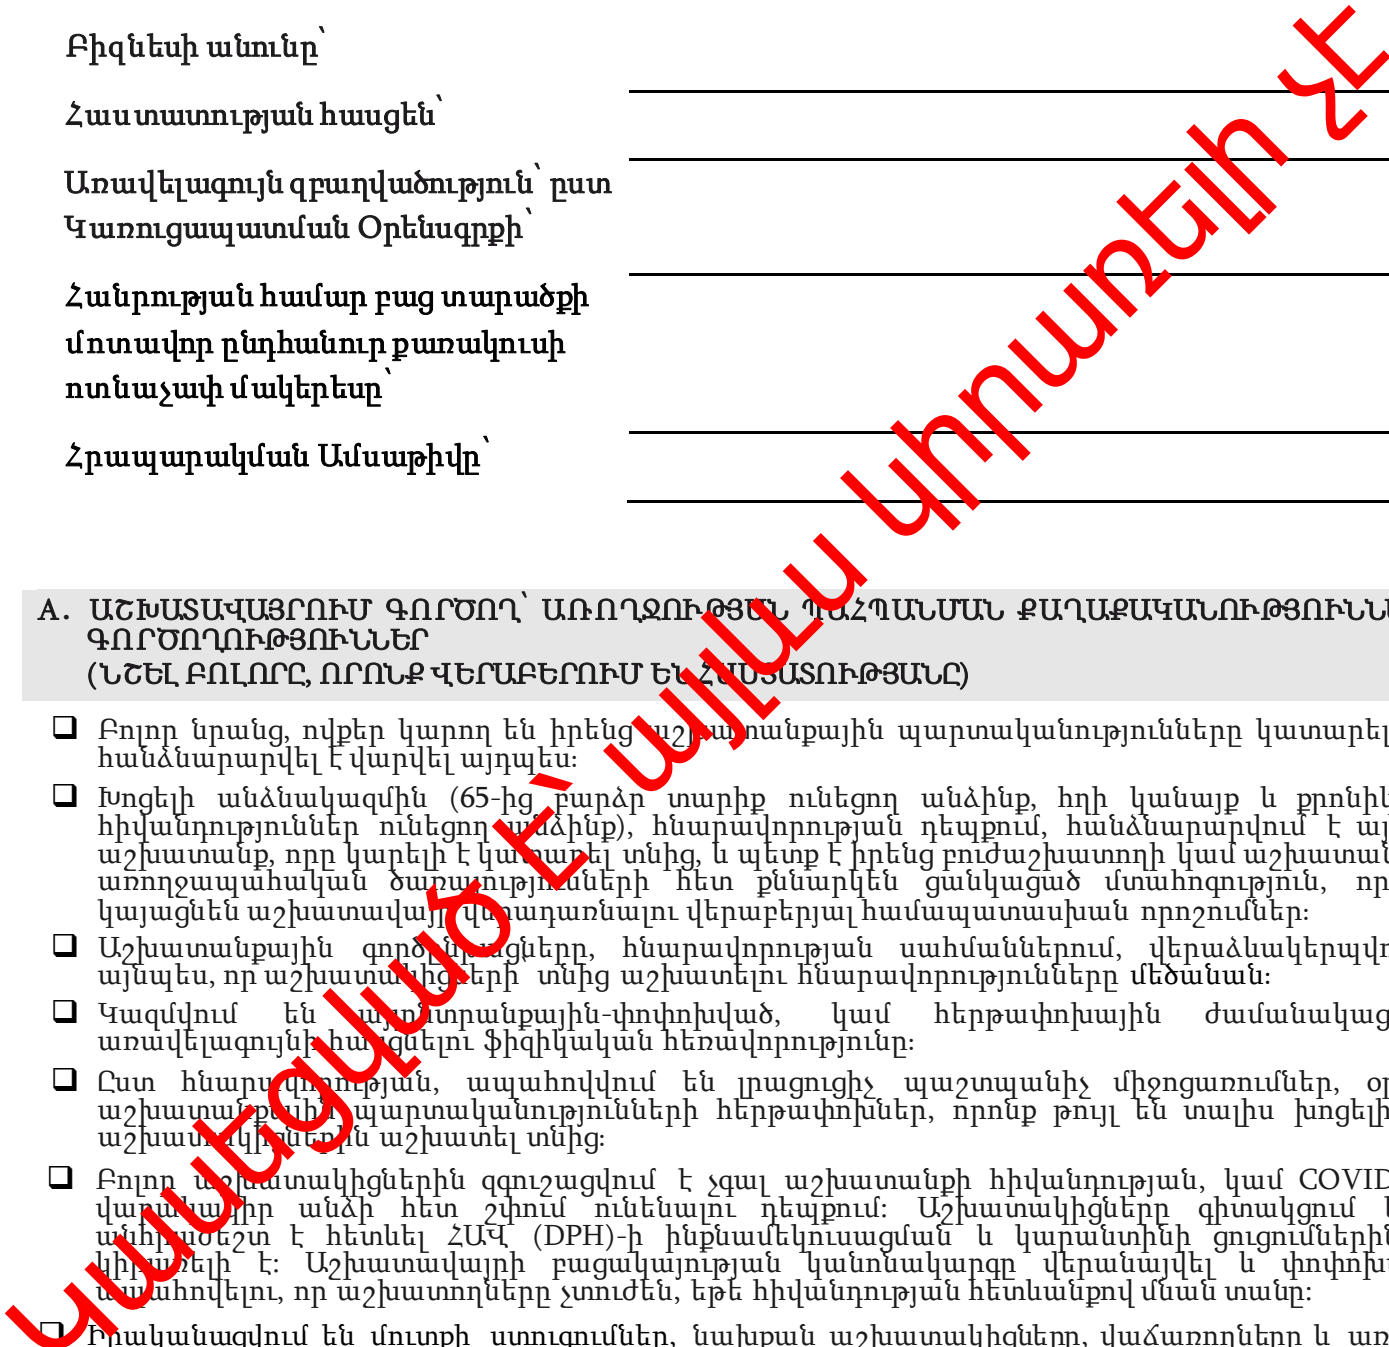 Բիզնեսի անունը՝
Հաստատության հասցեն՝
Առավելագույն զբաղվածություն՝ ըստ
Կառուցապատման Օրենսգրքի՝
Հանրության համար բաց տարածքի
մոտավոր ընդհանուր քառակուսի
ոտնաչափ մակերեսը՝
Հրապարակման Ամսաթիվը՝
Կասեցված է՝ այլևս կիրառելի չէ
A. ԱՇԽԱՏԱՎԱՅՐՈՒՄ ԳՈՐԾՈՂ՝ ԱՌՈՂՋՈՒԹՅԱՆ ՊԱՀՊԱՆՄԱՆ ՔԱՂԱՔԱԿԱՆՈՒԹՅՈՒՆՆ
ԳՈՐԾՈՂՈՒԹՅՈՒՆՆԵՐ
(ՆՇԵԼ ԲՈԼՈՐԸ, ՈՐՈՆՔ ՎԵՐԱԲԵՐՈՒՄ ԵՆ ՀԱՍՏԱՏՈՒԹՅԱՆԸ)
❑ Բոլոր նրանց, ովքեր կարող են իրենց աշխատանքային պարտականությունները կատարել
հանձնարարվել է վարվել այդպես:
❑ Խոցելի անձնակազմին (65-ից բարձր տարիք ունեցող անձինք, հղի կանայք և քրոնիկ
հիվանդություններ ունեցող անձինք), հնարավորության դեպքում, հանձնարարվում է այ
աշխատանք, որը կարելի է կատարել տնից, և պետք է իրենց բուժաշխատողի կամ աշխատան
առողջապահական ծառայությունների հետ քննարկեն ցանկացած մտահոգություն, որ
կայացնեն աշխատավայր վերադառնալու վերաբերյալ համապատասխան որոշումներ:
❑ Աշխատանքային գործընթացները, հնարավորության սահմաններում, վերաձևակերպվո
այնպես, որ աշխատակիցների՝ տնից աշխատելու հնարավորությունները մեծանան:
❑ Կազմվում են այընտրանքային-փոփոխված, կամ հերթափոխային ժամանակաց
առավելագույնի հասցնելու ֆիզիկական հեռավորությունը:
❑ Ըստ հնարավորության, ապահովվում են լրացուցիչ պաշտպանիչ միջոցառումներ, օր
աշխատանքային պարտականությունների հերթափոխներ, որոնք թույլ են տալիս խոցելի
աշխատակիցներին աշխատել տնից:
❑ Բոլոր աշխատակիցներին զգուշացվում է չգալ աշխատանքի հիվանդության, կամ COVID
վարակակիր անձի հետ շփում ունենալու դեպքում: Աշխատակիցները գիտակցում ե
անհրաժեշտ է հետևել ՀԱՎ (DPH)-ի ինքնամեկուսացման և կարանտինի ցուցումներին
կիրառելի է: Աշխատավայրի բացակայության կանոնակարգը վերանայվել և փոփոխվ
ապահովելու, որ աշխատողները չտուժեն, եթե հիվանդության հետևանքով մնան տանը:
❑ Իրականացվում են մուտքի ստուգումներ, նախքան աշխատակիցները, վաճառողները և առ